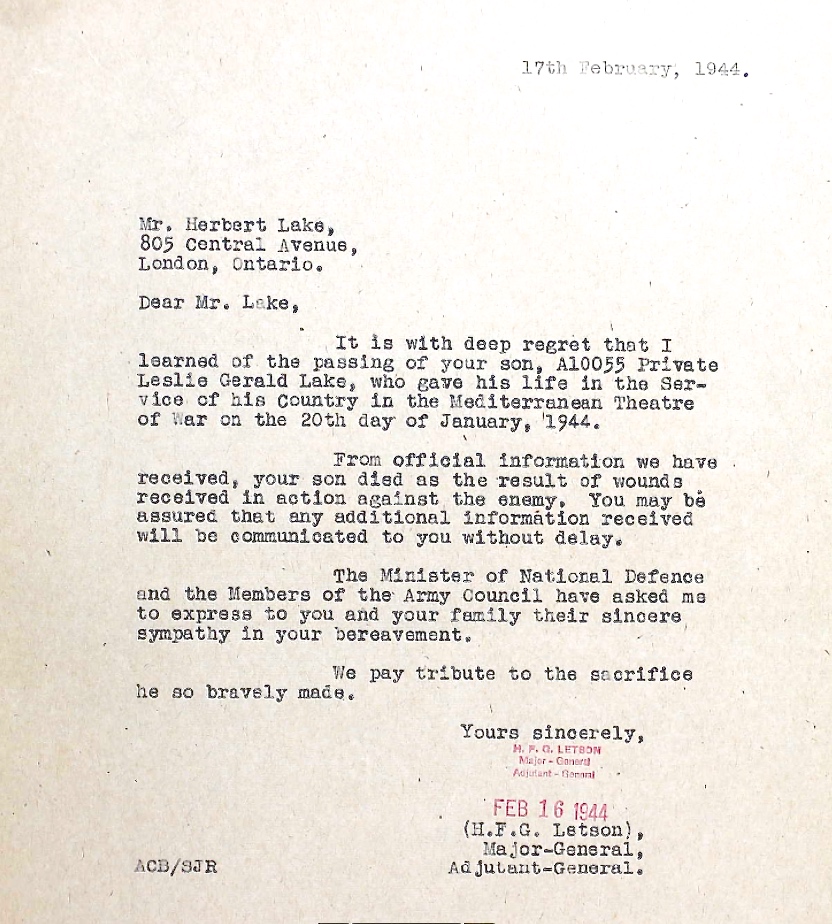 17th February, 1944.
Mr. Herbert Lake,
805 Central Avenue,
London, Ontario.
Dear Mr. Lake,
It is with deep regret that I
learned of the passing of your son, A10055 Private
Leslie Gerald Lake, who gave his life in the Ser-
vice of his Country in the Mediterranean Theatre
of War on the 20th day of January, 1944.
From official information we have
received, your son died as the result of wounds
received in action against the enemy. You may be
assured that any additional information received
will be communicated to you without delay.
The Minister of National Defence
and the Members of the Army Council have asked me
to express to you and your family their sincere
sympathy in your bereavement.
We pay tribute to the sacrifice
he so bravely made.
Yours sincerely,
H. F. G. LETSON
Major - General
Adjutant - General
FEB 16 1944
(H.F.G. Letson),
Major-General,
Adjutant-General.
ACB/SJR